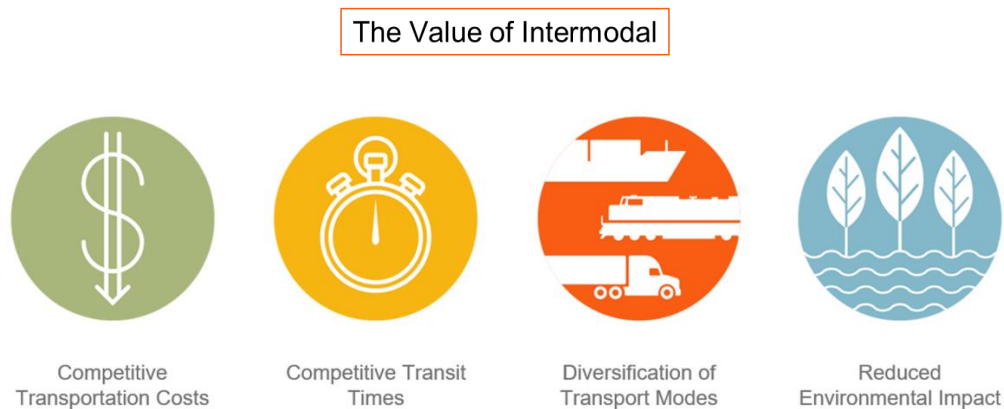 The Value of Intermodal
Competitive
Transportation Costs
Competitive Transit
Times
Diversification of
Transport Modes
Reduced
Environmental Impact